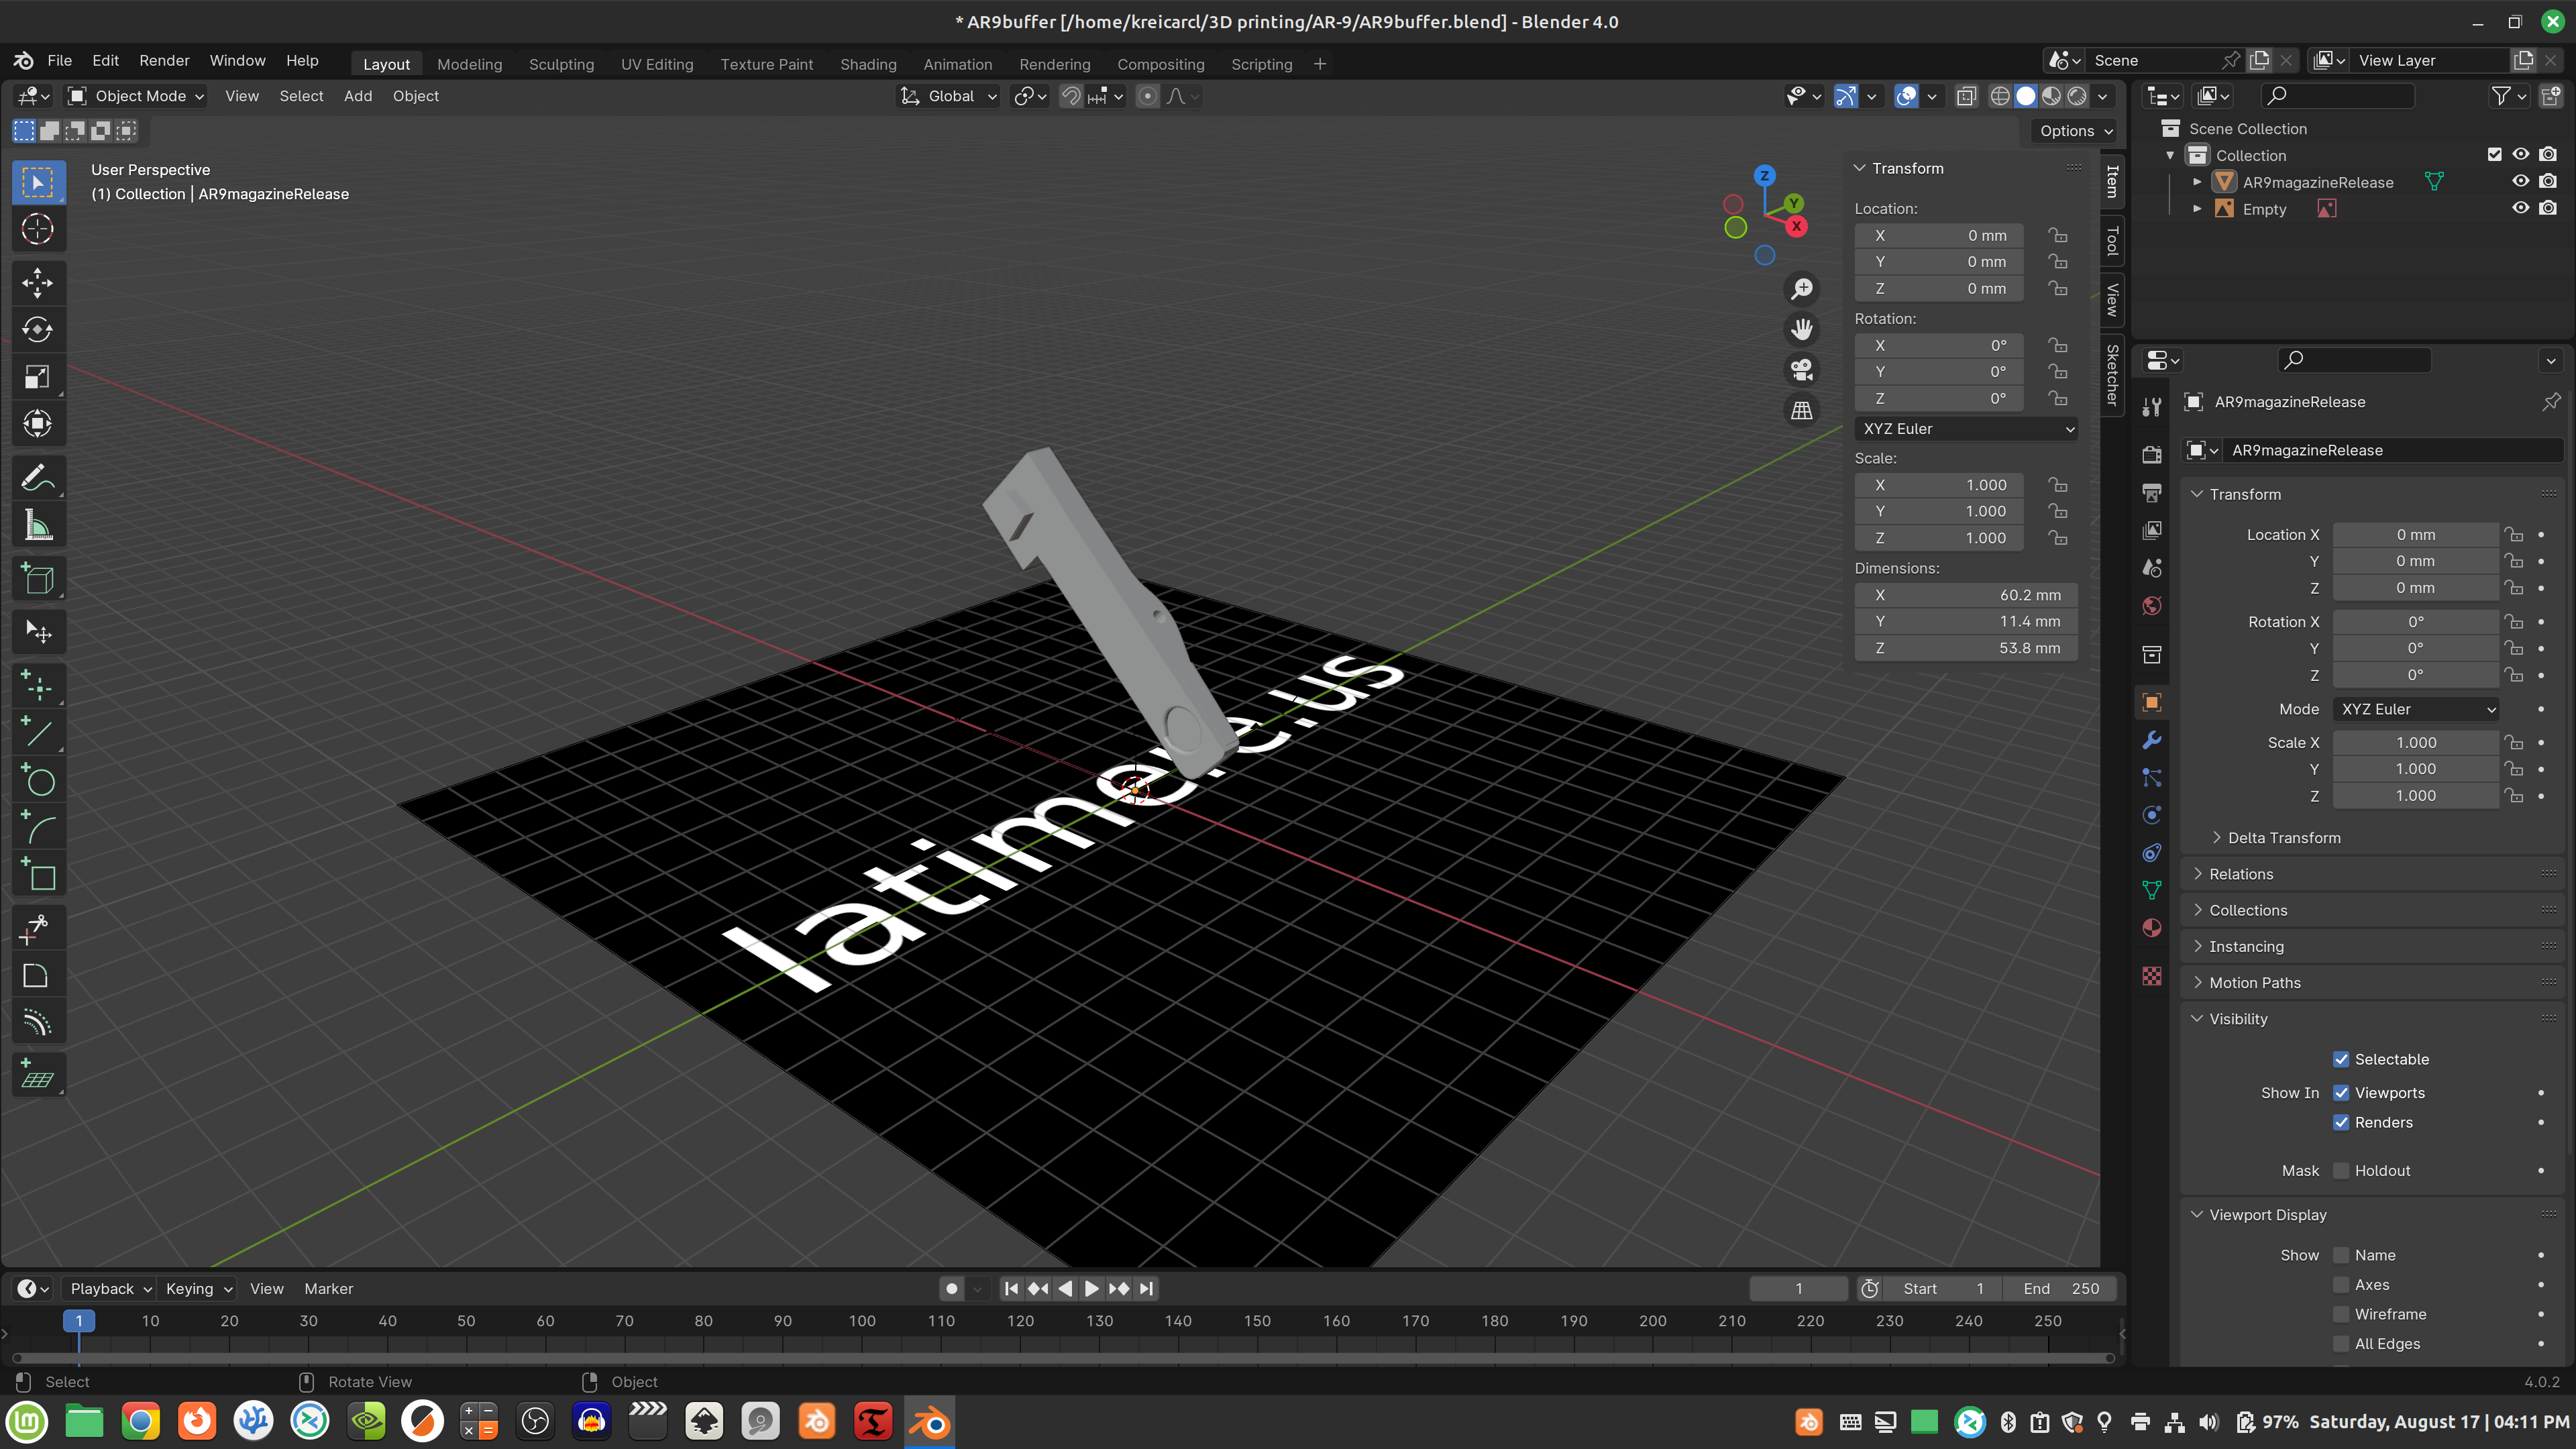 * AR9buffer [/home/kreicarcl/3D printing/AR-9/AR9buffer.blend] - Blender 4.0
File Edit Render Window Help Layout Modeling Sculpting UV Editing Texture Paint Shading Animation Rendering Compositing Scripting + Scene View Layer
Object Mode View Select Add Object Global
Options
User Perspective
(1) Collection | AR9magazineRelease
Z
Y
X
Transform
Location:
X 0 mm
Y 0 mm
Z 0 mm
Rotation:
X 0°
Y 0°
Z 0°
XYZ Euler
Scale:
X 1.000
Y 1.000
Z 1.000
Dimensions:
X 60.2 mm
Y 11.4 mm
Z 53.8 mm
Item
Tool
View
Sketcher
Scene Collection
Collection
AR9magazineRelease
Empty
AR9magazineRelease
AR9magazineRelease
Transform
Location X 0 mm
Y 0 mm
Z 0 mm
Rotation X 0°
Y 0°
Z 0°
Mode XYZ Euler
Scale X 1.000
Y 1.000
Z 1.000
Delta Transform
Relations
Collections
Instancing
Motion Paths
Visibility
Selectable
Show In Viewports
Renders
Mask Holdout
Viewport Display
Show Name
Axes
Wireframe
All Edges
Playback Keying View Marker 1 Start 1 End 250
1 10 20 30 40 50 60 70 80 90 100 110 120 130 140 150 160 170 180 190 200 210 220 230 240 250
Select Rotate View Object 4.0.2
97% Saturday, August 17 | 04:11 PM